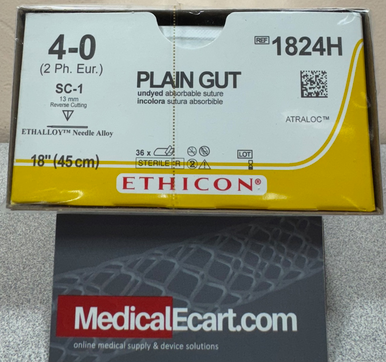 4-0
(2 Ph. Eur.)
SC-1
13 mm
Reverse Cutting
ETHALLOY™ Needle Alloy
18" (45 cm)
PLAIN GUT
undyed absorbable suture
incolora sutura absorbible
36 x
STERILE R
LOT
ETHICON®
REF 1824H
ATRALOC™
MedicalEcart.com
online medical supply & device solutions